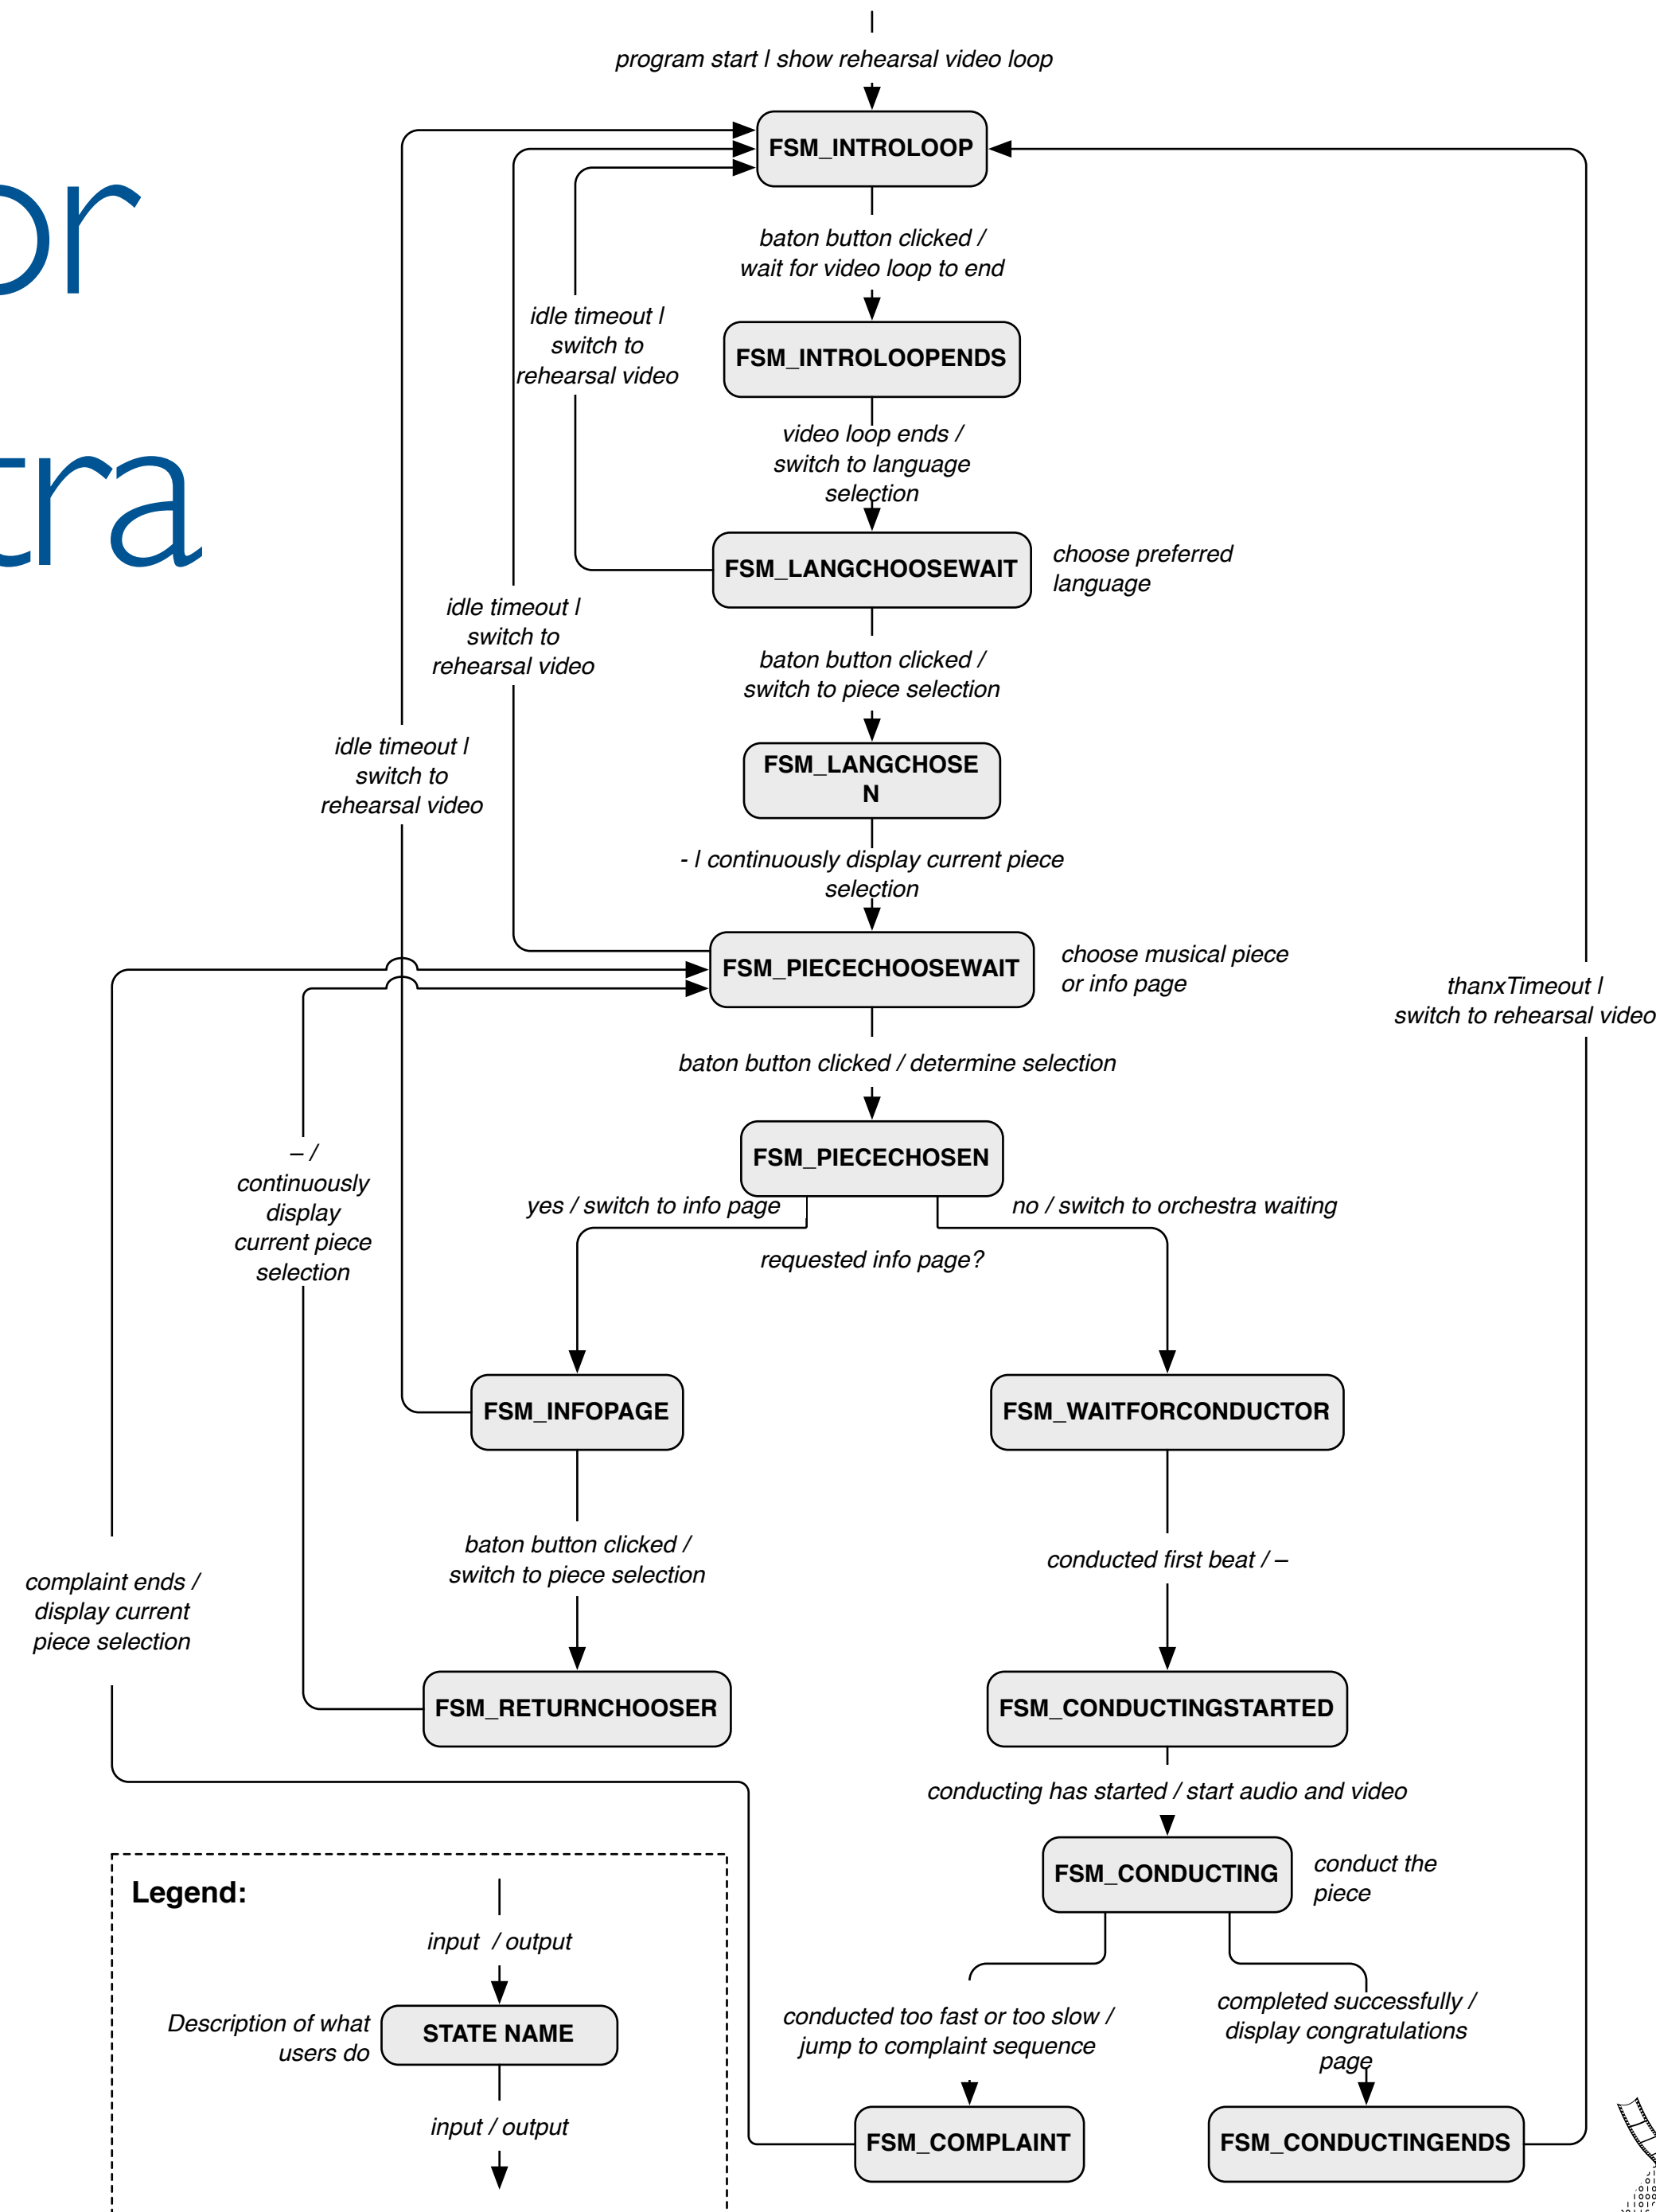 or
tra
program start / show rehearsal video loop
FSM_INTROLOOP
baton button clicked /
wait for video loop to end
idle timeout /
switch to
rehearsal video
FSM_INTROLOOPENDS
video loop ends /
switch to language
selection
FSM_LANGCHOOSEWAIT
choose preferred
language
idle timeout /
switch to
rehearsal video
baton button clicked /
switch to piece selection
idle timeout /
switch to
rehearsal video
FSM_LANGCHOSE
N
- / continuously display current piece
selection
FSM_PIECECHOOSEWAIT
choose musical piece
or info page
thanxTimeout /
switch to rehearsal video
baton button clicked / determine selection
FSM_PIECECHOSEN
– /
continuously
display
current piece
selection
yes / switch to info page
no / switch to orchestra waiting
requested info page?
FSM_INFOPAGE
FSM_WAITFORCONDUCTOR
baton button clicked /
switch to piece selection
conducted first beat / –
complaint ends /
display current
piece selection
FSM_RETURNCHOOSER
FSM_CONDUCTINGSTARTED
conducting has started / start audio and video
FSM_CONDUCTING
conduct the
piece
Legend:
input / output
Description of what
users do
STATE NAME
input / output
conducted too fast or too slow /
jump to complaint sequence
completed successfully /
display congratulations
page
FSM_COMPLAINT
FSM_CONDUCTINGENDS